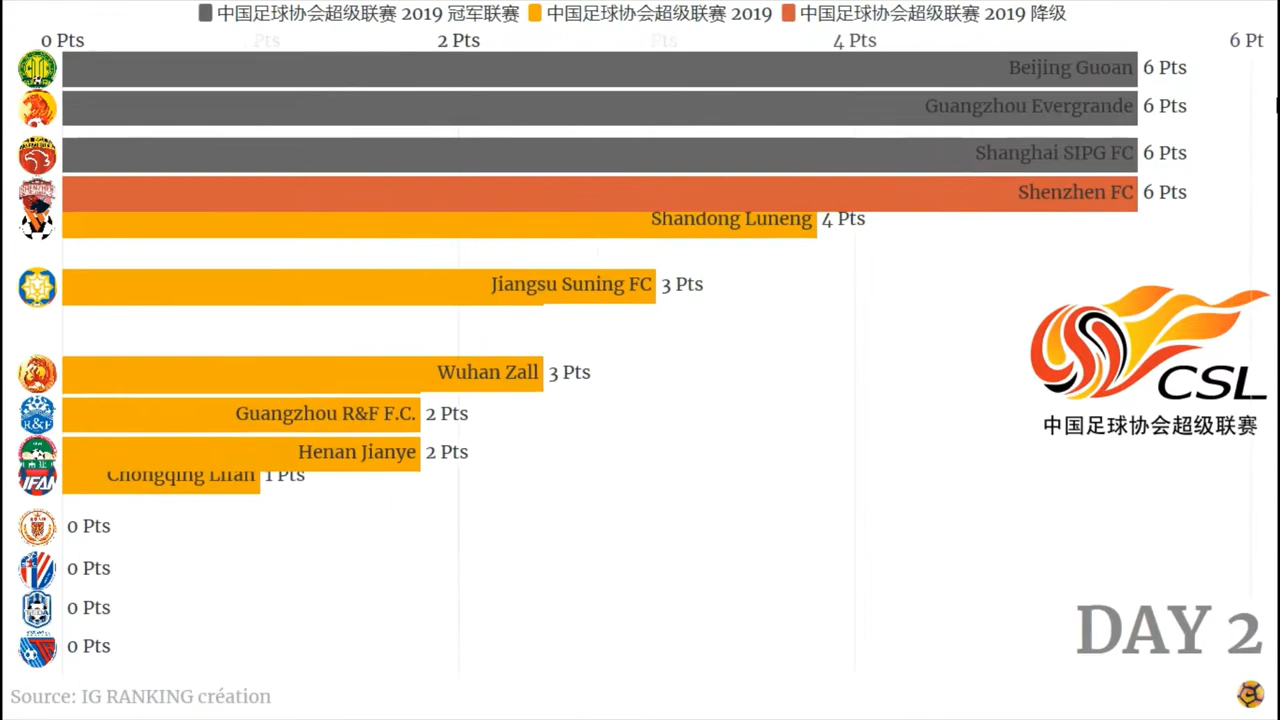 中国足球协会超级联赛 2019 冠军联赛 中国足球协会超级联赛 2019 中国足球协会超级联赛 2019 降级
0 Pts Pts 2 Pts Pts 4 Pts 6 Pt
Beijing Guoan 6 Pts
Guangzhou Evergrande 6 Pts
Shanghai SIPG FC 6 Pts
Shenzhen FC 6 Pts
Shandong Luneng 4 Pts
Jiangsu Suning FC 3 Pts
Wuhan Zall 3 Pts
R&F Guangzhou R&F F.C. 2 Pts
Henan Jianye 2 Pts
Chongqing Lifan 1 Pts
0 Pts
0 Pts
0 Pts
0 Pts
CSL
中国足球协会超级联赛
DAY 2
Source: IG RANKING création